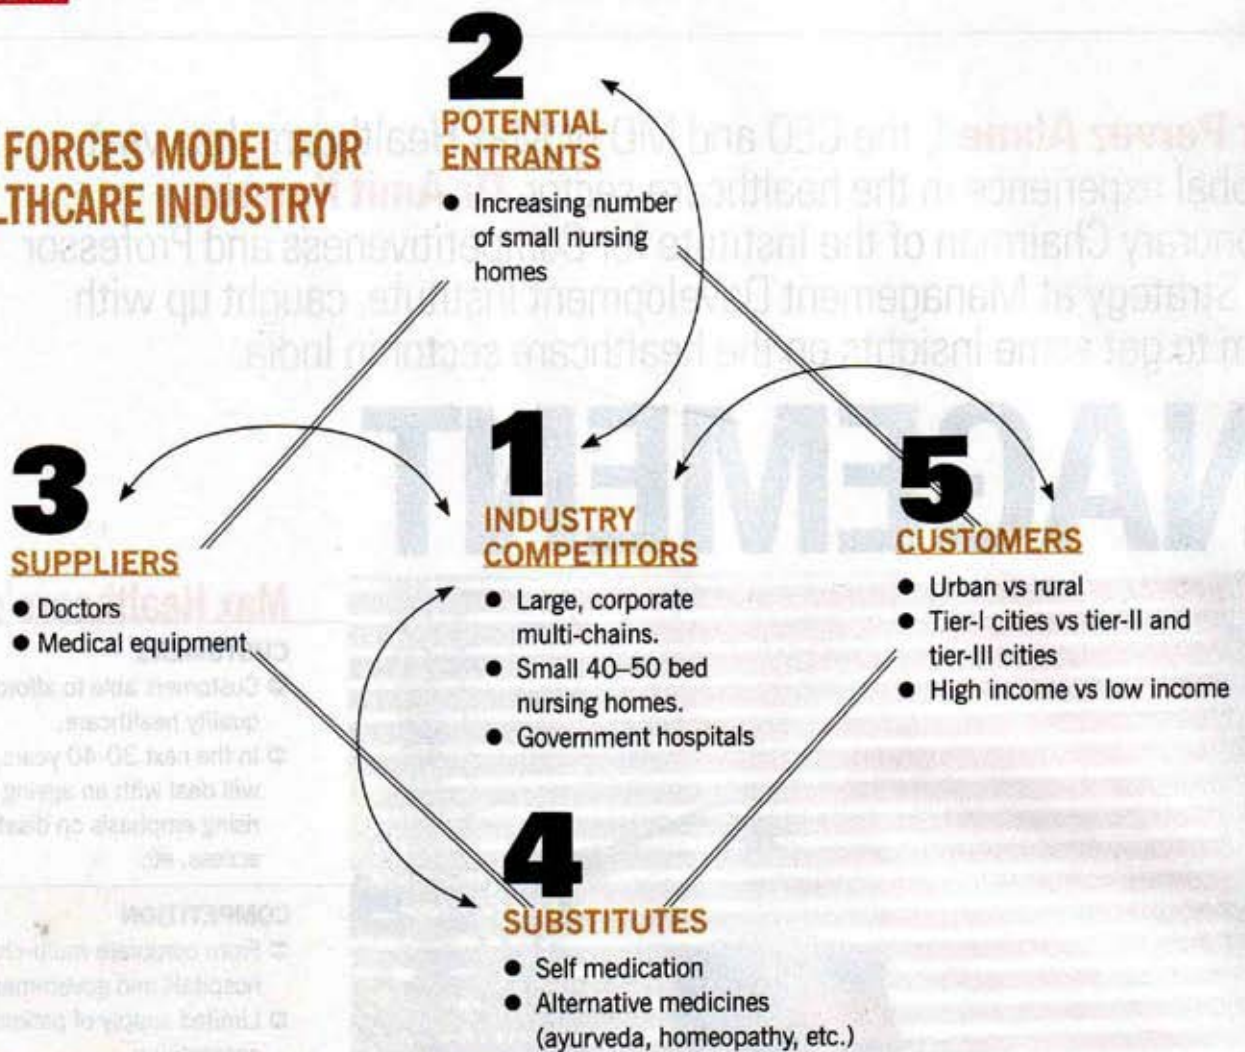 FORCES MODEL FOR
LTHCARE INDUSTRY
2
POTENTIAL
ENTRANTS
● Increasing number
of small nursing
homes
3
SUPPLIERS
● Doctors
● Medical equipment
1
INDUSTRY
COMPETITORS
● Large, corporate
multi-chains.
● Small 40–50 bed
nursing homes.
● Government hospitals
5
CUSTOMERS
● Urban vs rural
● Tier-I cities vs tier-II and
tier-III cities
● High income vs low income
4
SUBSTITUTES
● Self medication
● Alternative medicines
(ayurveda, homeopathy, etc.)